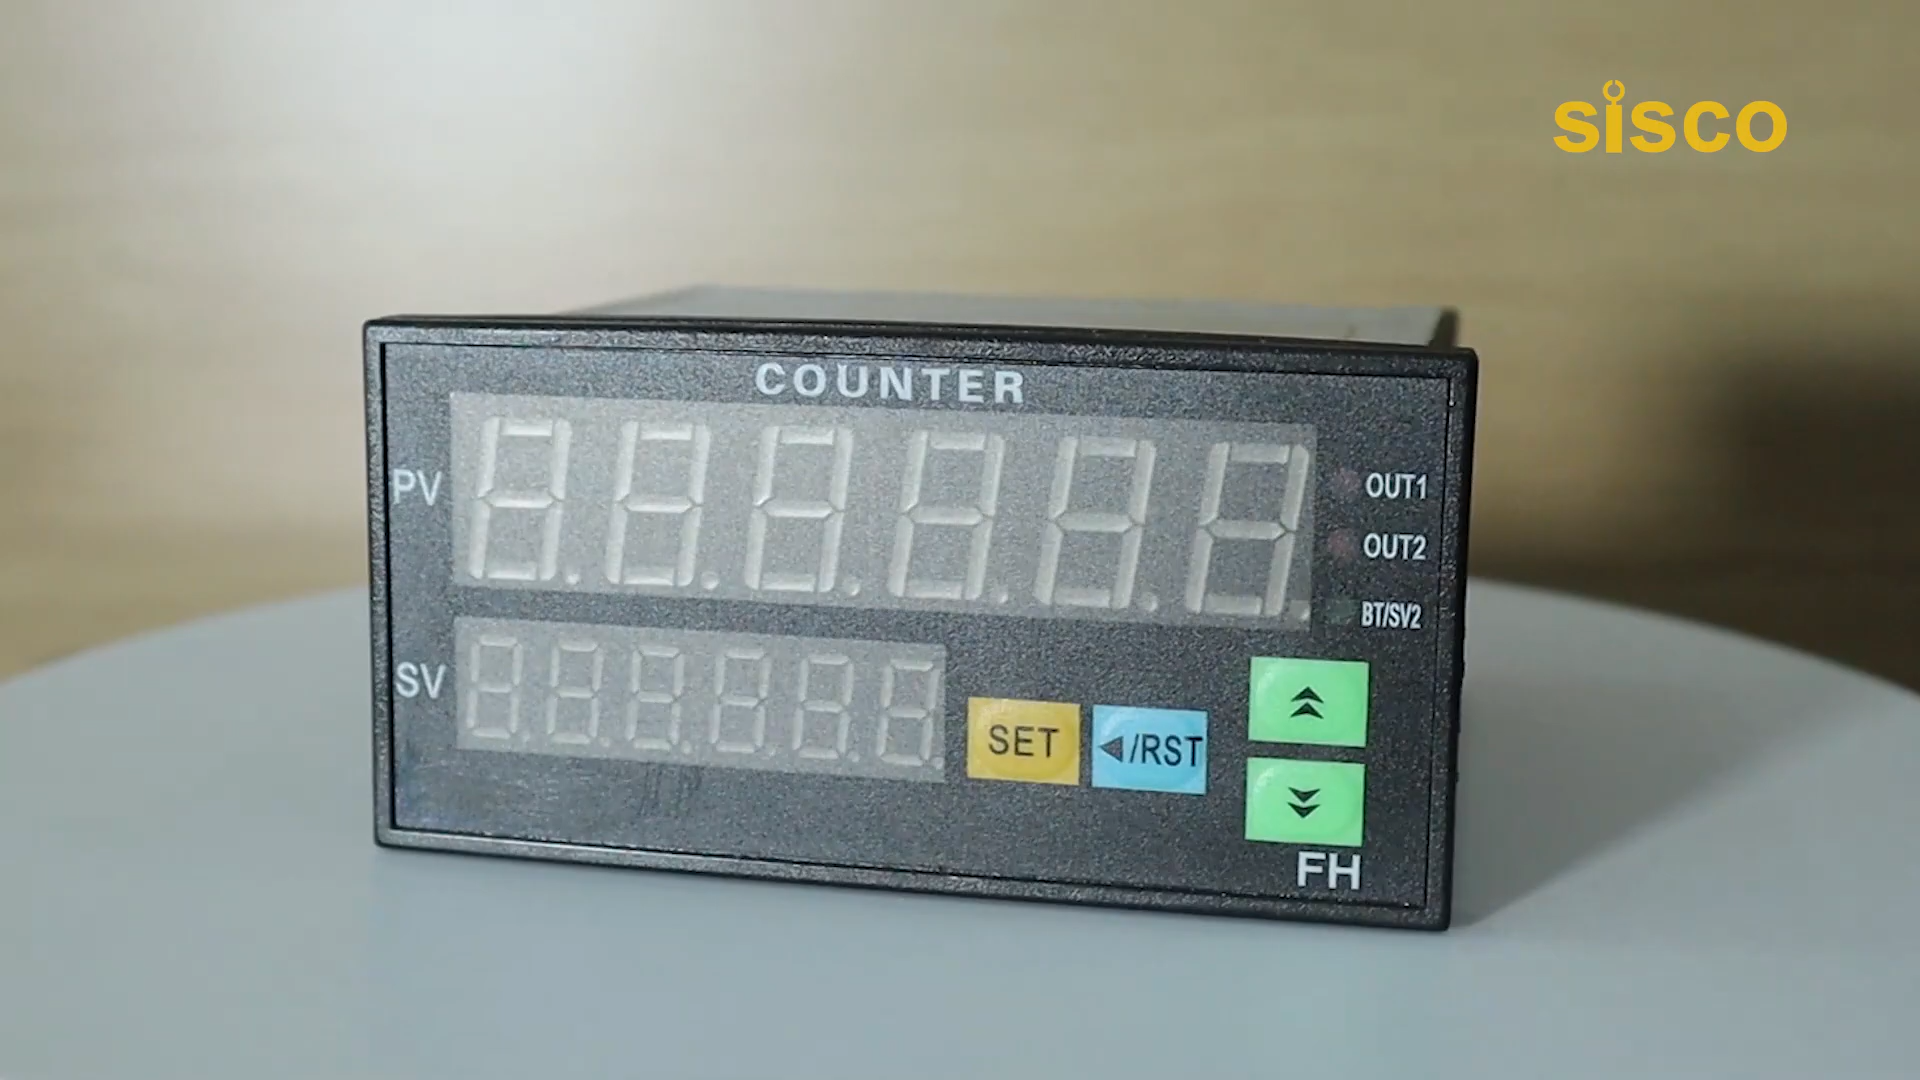 sisco
COUNTER
PV
OUT1
OUT2
BT/SV2
SV
SET
◄/RST
FH